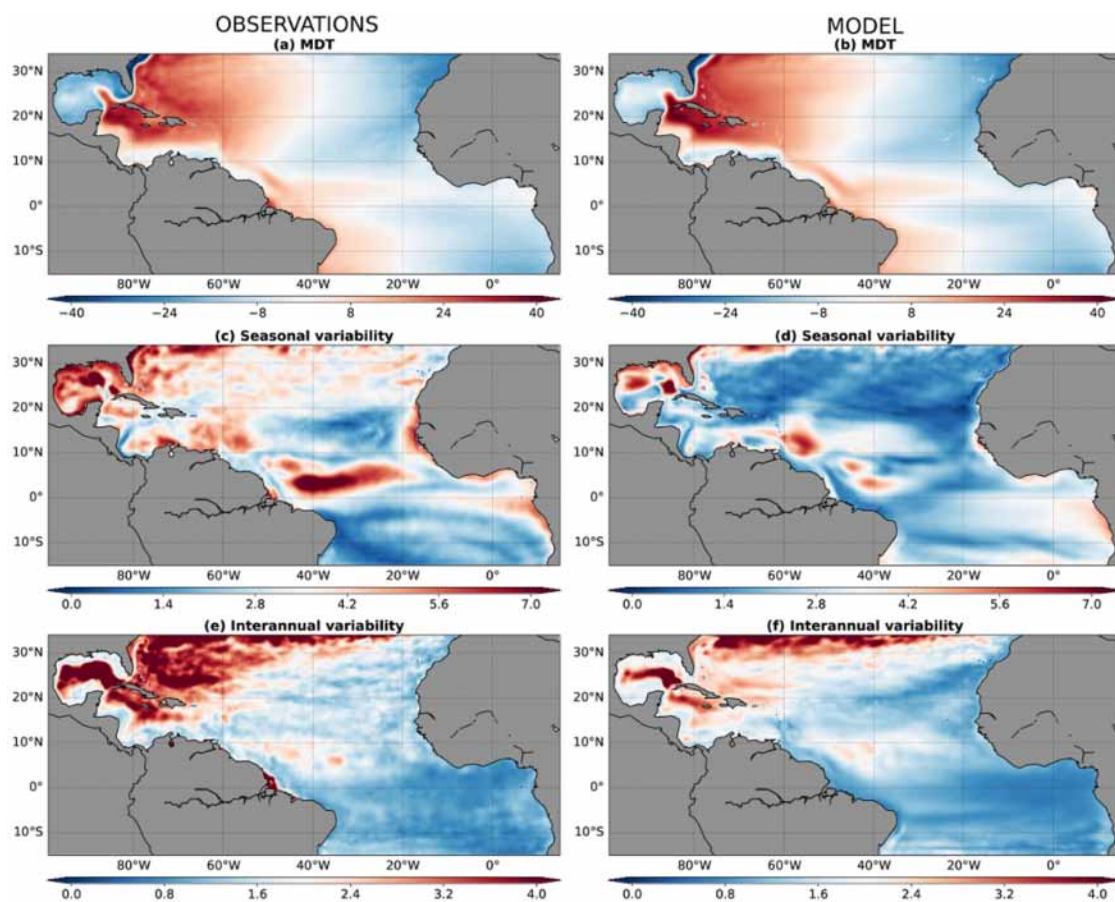 OBSERVATIONS
MODEL
(a) MDT
(b) MDT
30°N
20°N
10°N
0°
10°S
80°W 60°W 40°W 20°W 0°
−40 −24 −8 8 24 40
30°N
20°N
10°N
0°
10°S
80°W 60°W 40°W 20°W 0°
−40 −24 −8 8 24 40
(c) Seasonal variability
(d) Seasonal variability
30°N
20°N
10°N
0°
10°S
80°W 60°W 40°W 20°W 0°
0.0 1.4 2.8 4.2 5.6 7.0
30°N
20°N
10°N
0°
10°S
80°W 60°W 40°W 20°W 0°
0.0 1.4 2.8 4.2 5.6 7.0
(e) Interannual variability
(f) Interannual variability
30°N
20°N
10°N
0°
10°S
80°W 60°W 40°W 20°W 0°
0.0 0.8 1.6 2.4 3.2 4.0
30°N
20°N
10°N
0°
10°S
80°W 60°W 40°W 20°W 0°
0.0 0.8 1.6 2.4 3.2 4.0